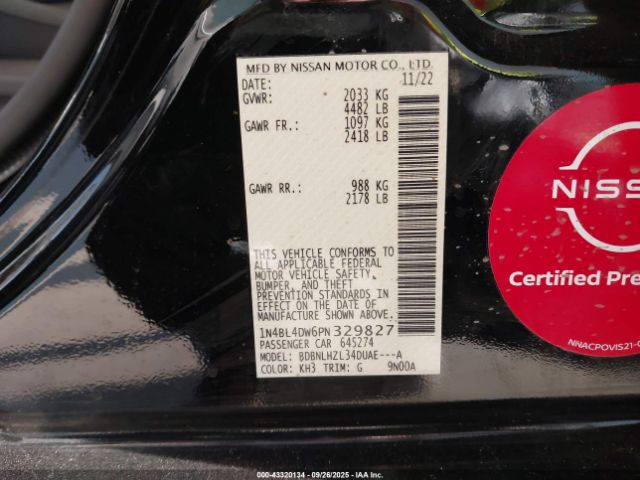 MFD BY NISSAN MOTOR CO., LTD.
DATE: 11/22
GVWR: 2033 KG
4482 LB
GAWR FR.: 1097 KG
2418 LB
GAWR RR.: 988 KG
2178 LB
THIS VEHICLE CONFORMS TO
ALL APPLICABLE FEDERAL
MOTOR VEHICLE SAFETY,
BUMPER, AND THEFT
PREVENTION STANDARDS IN
EFFECT ON THE DATE OF
MANUFACTURE SHOWN ABOVE.
1N4BL4DW6PN329827
PASSENGER CAR 645274
MODEL: BDBNLHZL34DUAE---A
COLOR: KH3 TRIM: G 9N00A
NISS
Certified Pre
NNACPOVIS21-0
000-43320134 - 09/26/2025 - IAA Inc.